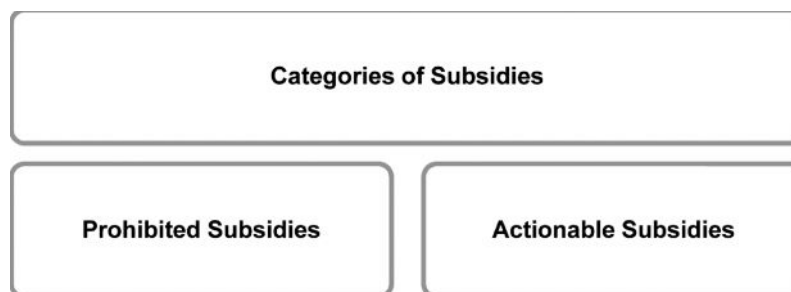 Categories of Subsidies
Prohibited Subsidies
Actionable Subsidies